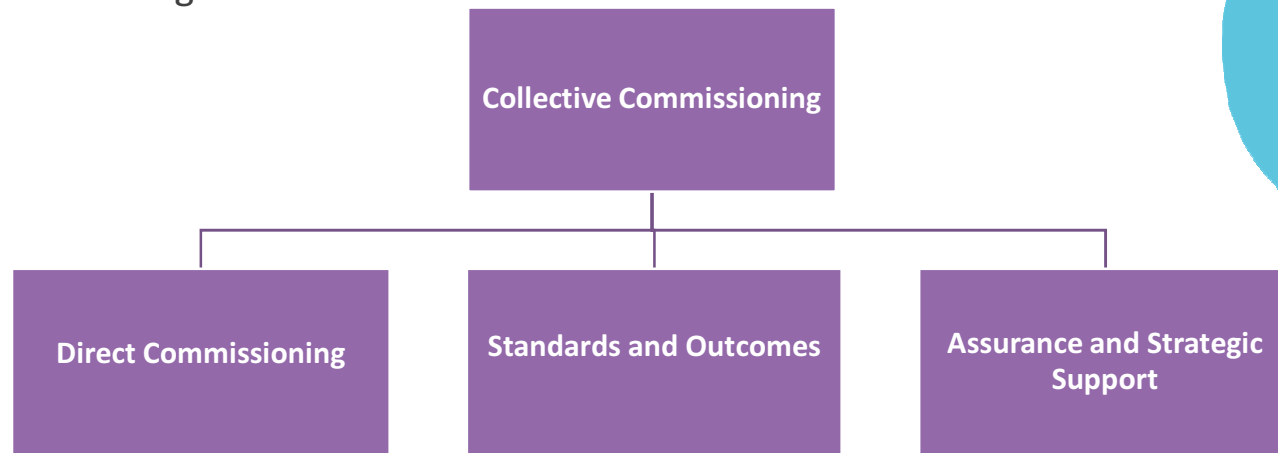 Collective Commissioning
Direct Commissioning
Standards and Outcomes
Assurance and Strategic
Support